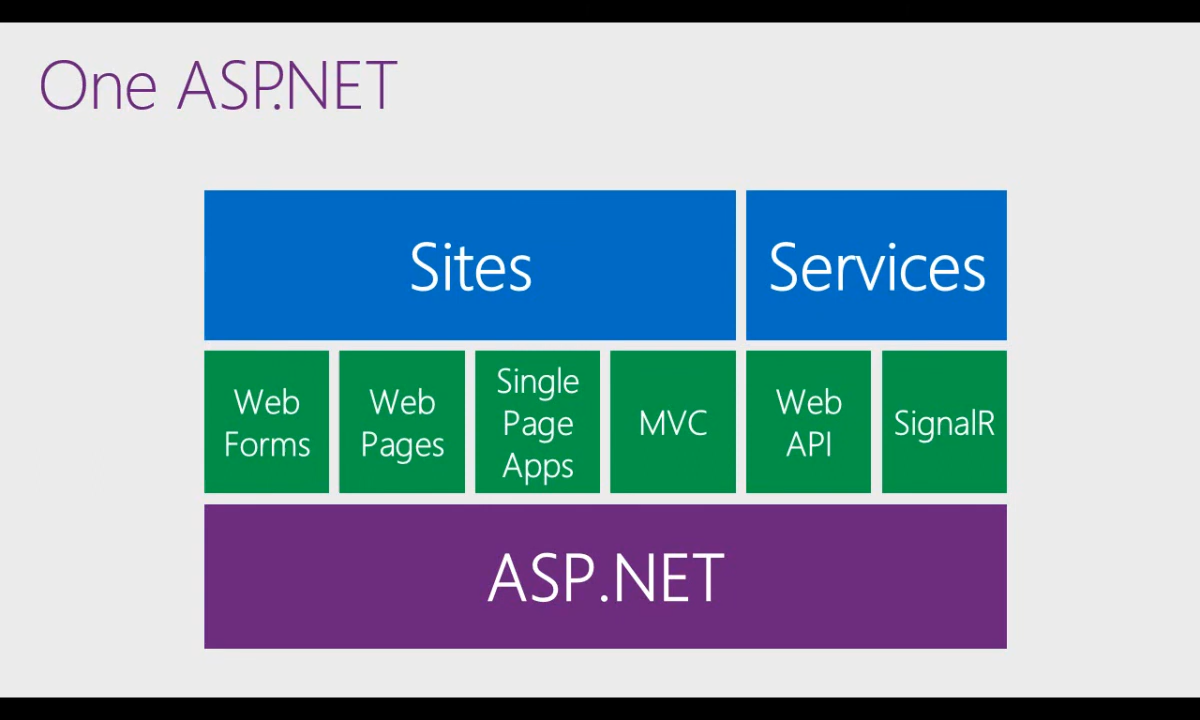 One ASP.NET
Sites
Services
Web
Forms
Web
Pages
Single
Page
Apps
MVC
Web
API
SignalR
ASP.NET